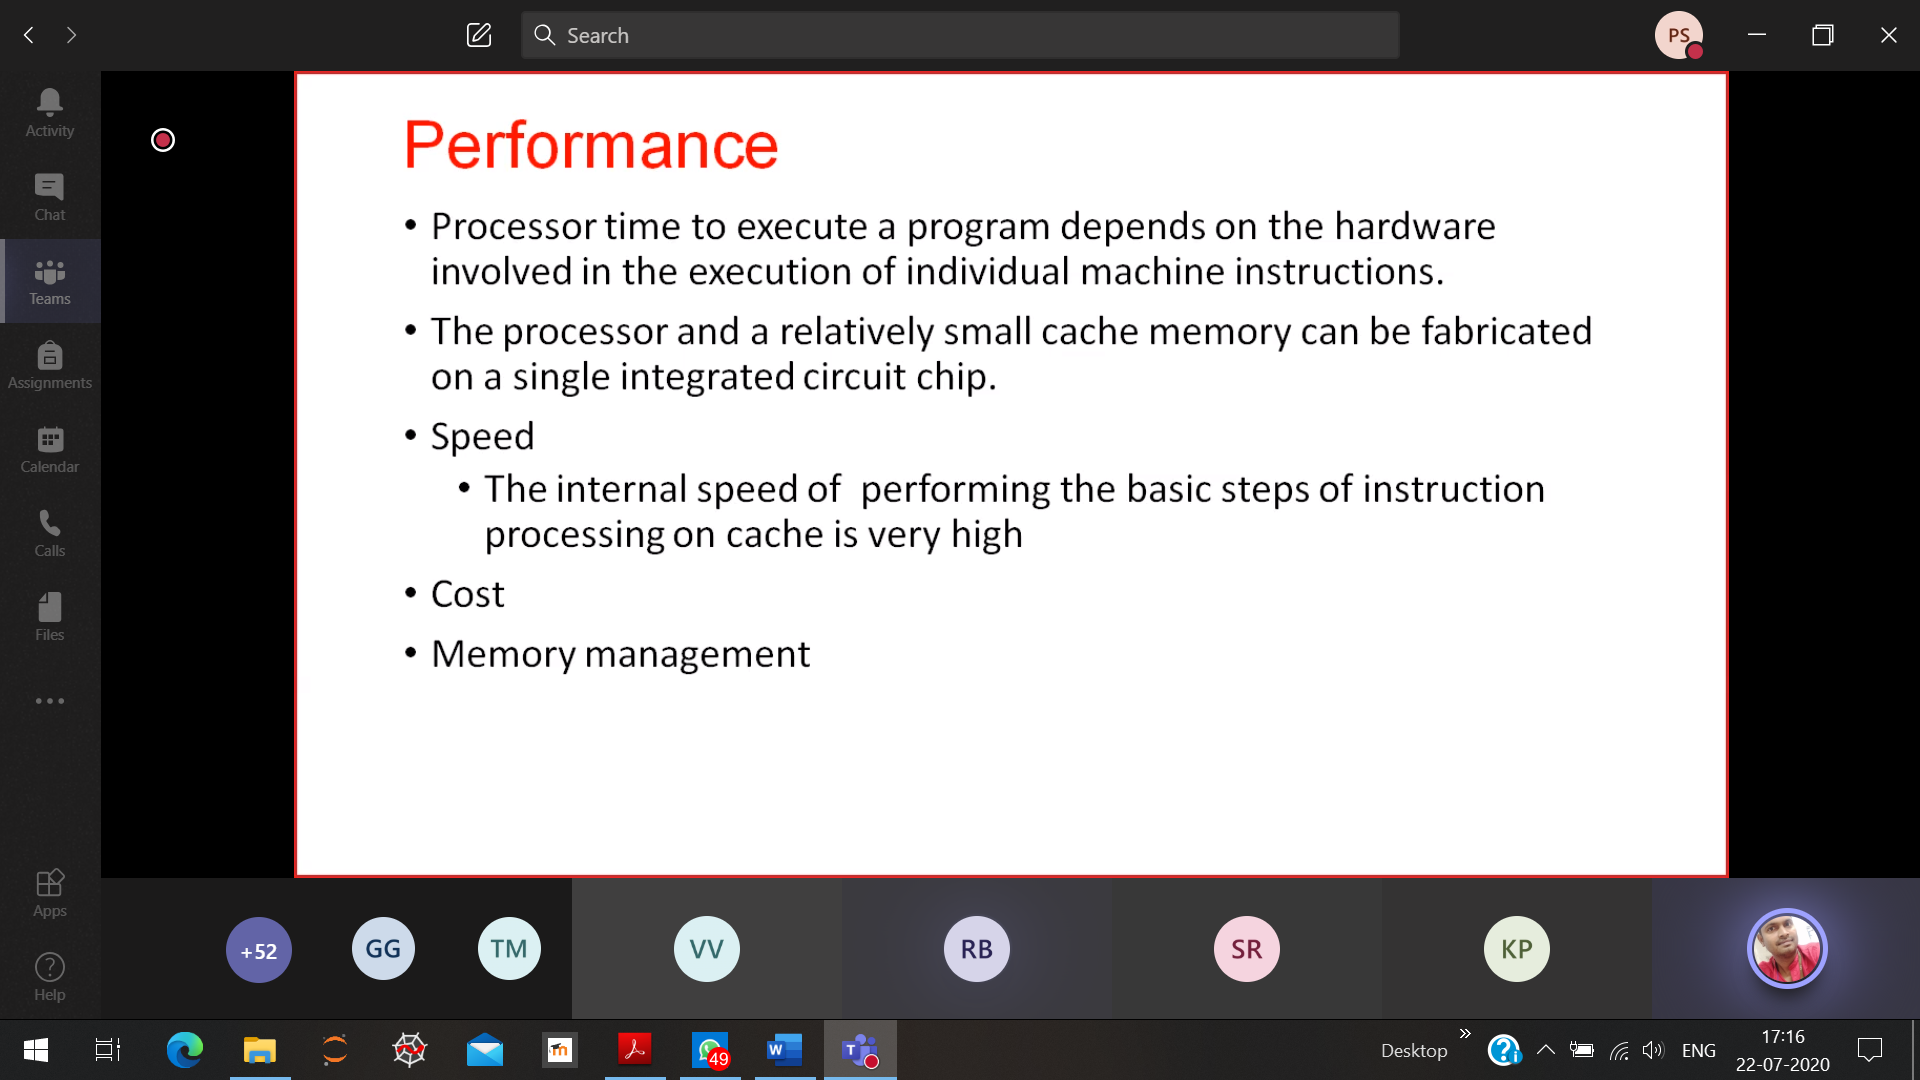 Search
PS
Activity
Chat
Teams
Assignments
Calendar
Calls
Files
Apps
Help
Performance
• Processor time to execute a program depends on the hardware
involved in the execution of individual machine instructions.
• The processor and a relatively small cache memory can be fabricated
on a single integrated circuit chip.
• Speed
• The internal speed of  performing the basic steps of instruction
processing on cache is very high
• Cost
• Memory management
+52
GG
TM
VV
RB
SR
KP
m
49
W
T
Desktop
ENG
17:16
22-07-2020